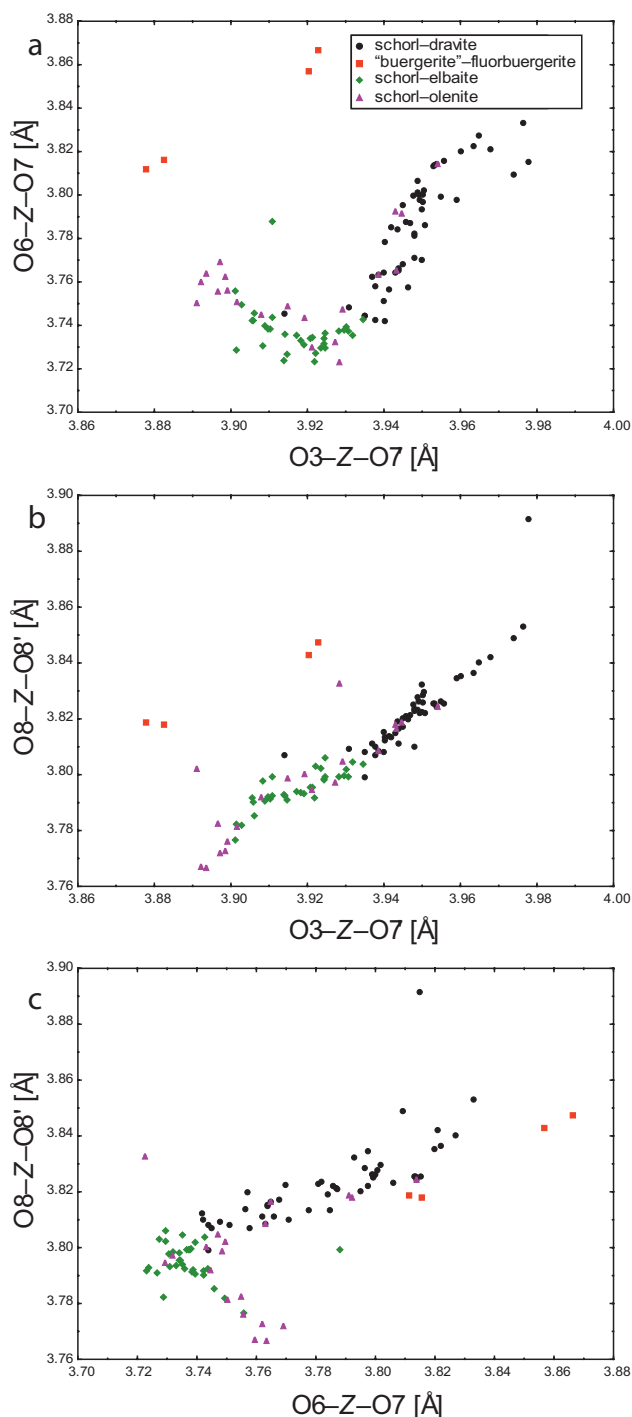 a
3.88
3.86
3.84
3.82
3.80
3.78
3.76
3.74
3.72
3.70
O6–Z–O7 [Å]
schorl–dravite
“buergerite”–fluorbuergerite
schorl-elbaite
schorl–olenite
3.86 3.88 3.90 3.92 3.94 3.96 3.98 4.00
O3–Z–O7 [Å]
b
3.90
3.88
3.86
3.84
3.82
3.80
3.78
3.76
O8–Z–O8' [Å]
3.86 3.88 3.90 3.92 3.94 3.96 3.98 4.00
O3–Z–O7 [Å]
c
3.90
3.88
3.86
3.84
3.82
3.80
3.78
3.76
O8–Z–O8' [Å]
3.70 3.72 3.74 3.76 3.78 3.80 3.82 3.84 3.86 3.88
O6–Z–O7 [Å]